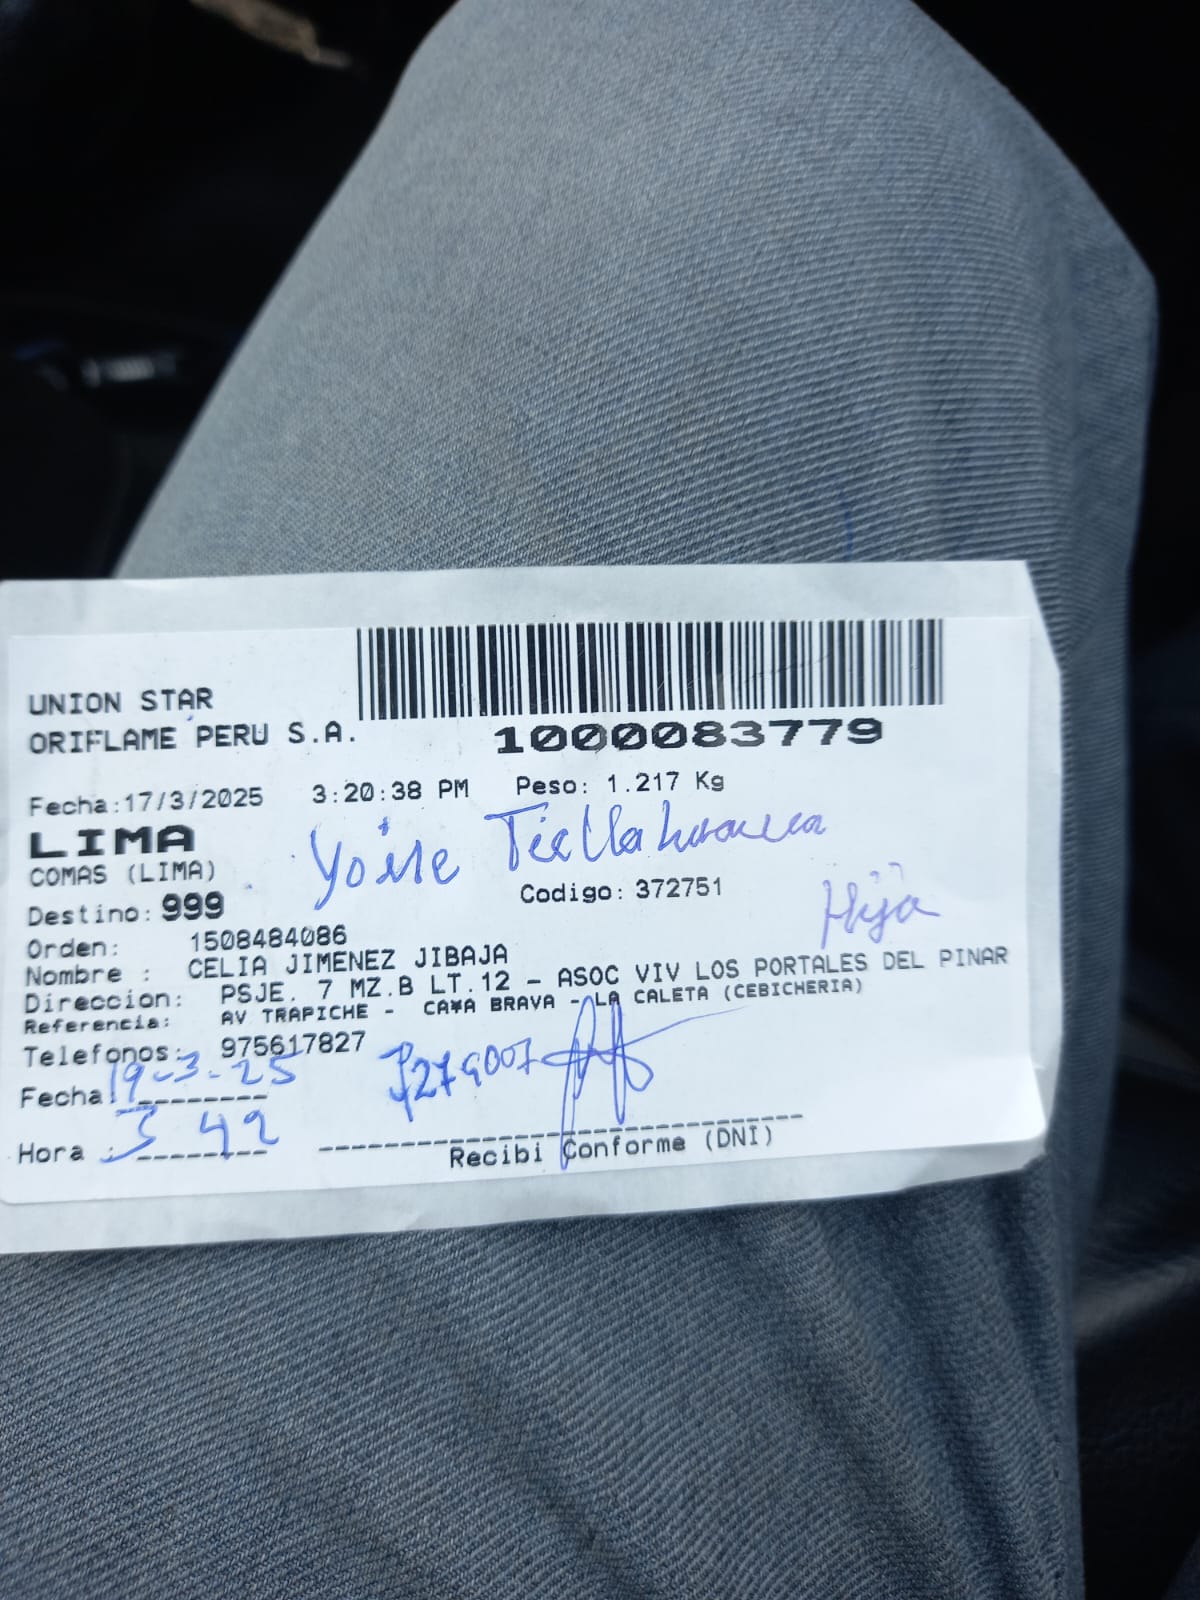 UNION STAR
ORIFLAME PERU S.A.
1000083779
Fecha:17/3/2025 3:20:38 PM Peso: 1.217 Kg
LIMA
COMAS (LIMA)
Destino: 999
Codigo: 372751
Hija
Orden: 1508484086
Nombre : CELIA JIMENEZ JIBAJA
Direccion: PSJE. 7 MZ.B LT.12 - ASOC VIV LOS PORTALES DEL PINAR
Referencia: AV TRAPICHE - CA¥A BRAVA - LA CALETA (CEBICHERIA)
Telefonos: 975617827
Fecha: 19-3-25
Hora : 3 42
Recibi Conforme (DNI)